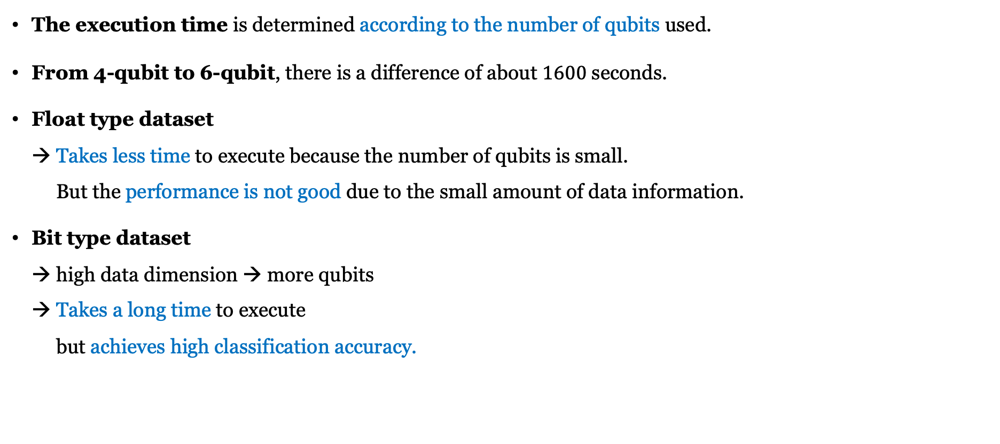 • The execution time is determined according to the number of qubits used.
• From 4-qubit to 6-qubit, there is a difference of about 1600 seconds.
• Float type dataset
→ Takes less time to execute because the number of qubits is small.
But the performance is not good due to the small amount of data information.
• Bit type dataset
→ high data dimension → more qubits
→ Takes a long time to execute
but achieves high classification accuracy.